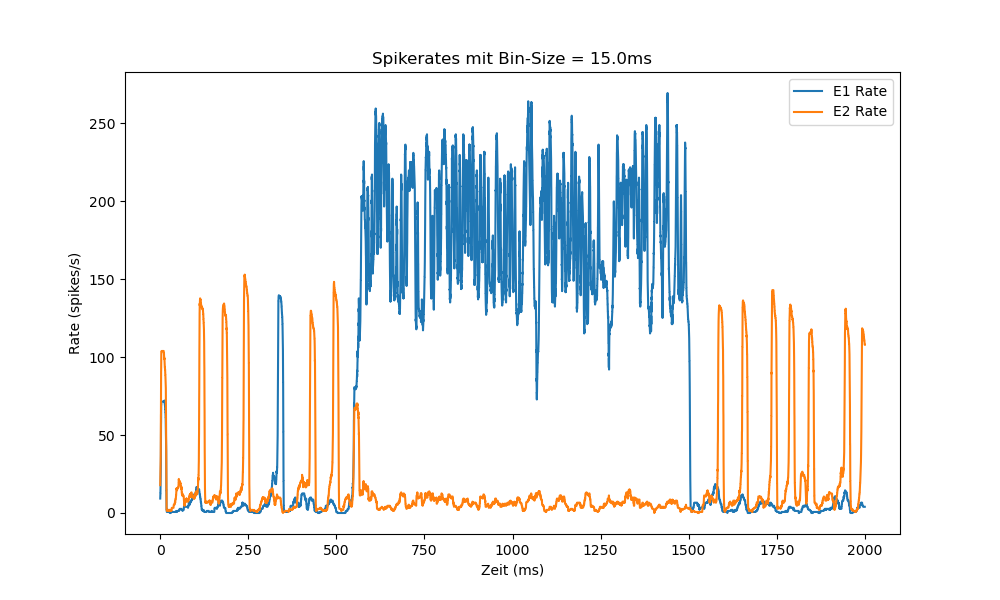 Spikerates mit Bin-Size = 15.0ms
E1 Rate
E2 Rate
Rate (spikes/s)
250
200
150
100
50
0
0 250 500 750 1000 1250 1500 1750 2000
Zeit (ms)